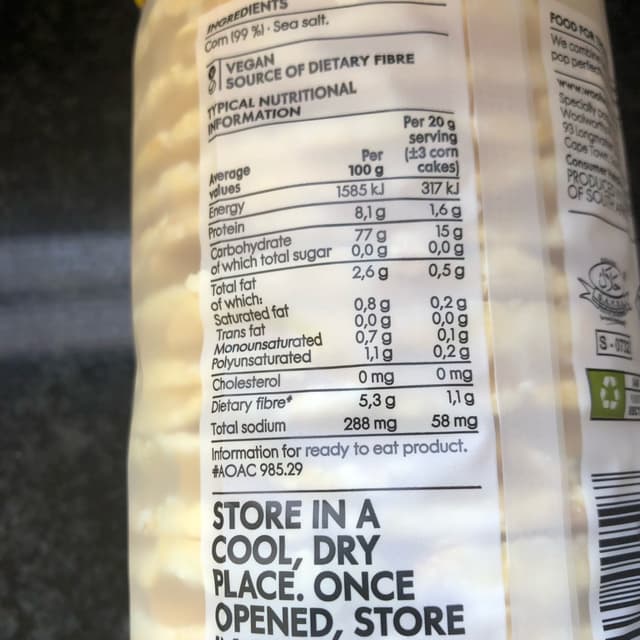 INGREDIENTS
Corn (99 %) · Sea salt.
VEGAN
SOURCE OF DIETARY FIBRE
TYPICAL NUTRITIONAL
INFORMATION
Average values Per 100 g Per 20 g serving (±3 corn cakes)
Energy 1585 kJ 317 kJ
Protein 8,1 g 1,6 g
Carbohydrate 77 g 15 g
of which total sugar 0,0 g 0,0 g
Total fat 2,6 g 0,5 g
of which:
Saturated fat 0,8 g 0,2 g
Trans fat 0,0 g 0,0 g
Monounsaturated 0,7 g 0,1 g
Polyunsaturated 1,1 g 0,2 g
Cholesterol 0 mg 0 mg
Dietary fibre# 5,3 g 1,1 g
Total sodium 288 mg 58 mg
Information for ready to eat product.
#AOAC 985.29
STORE IN A
COOL, DRY
PLACE. ONCE
OPENED, STORE
FOOD FOR
We combine
pop
Cape Town
Consumer
PRODUCE
OF SOUTH